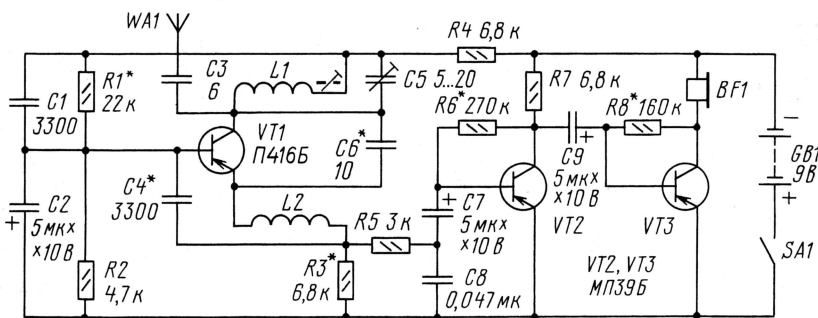 WA1
C1
3300
R1*
22 к
C3
6
L1
C5 5...20
R4 6,8 к
R7 6,8 к
BF1
R6* 270 к
R8* 160 к
VT1
П416Б
C6*
10
C9
5 мк×
×10 В
GB1
9В
C2
5 мк×
×10 В
C4*
3300
L2
C7
5 мк×
×10 В
R5 3 к
VT2
VT3
SA1
R2
4,7 к
R3*
6,8 к
C8
0,047 мк
VT2, VT3
МП39Б